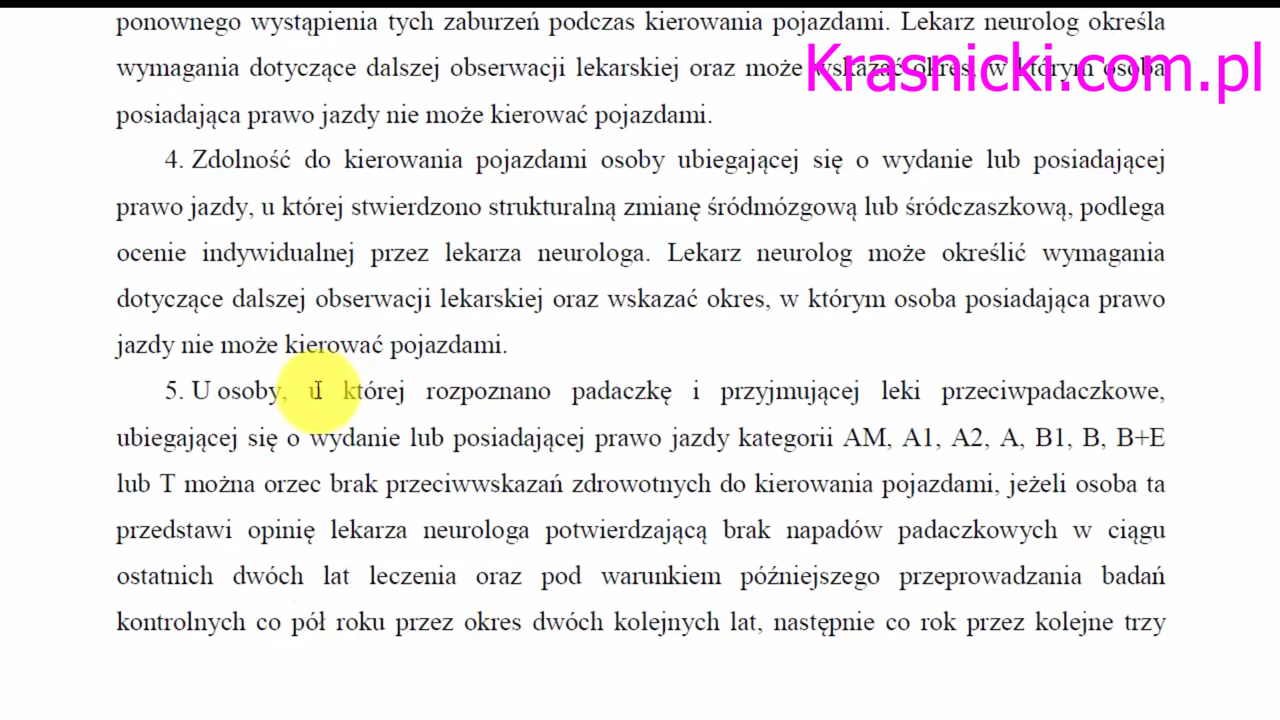 ponownego wystąpienia tych zaburzeń podczas kierowania pojazdami. Lekarz neurolog określa
Krasnicki.com.pl
wymagania dotyczące dalszej obserwacji lekarskiej oraz może wskazać okres, w którym osoba
posiadająca prawo jazdy nie może kierować pojazdami.
4. Zdolność do kierowania pojazdami osoby ubiegającej się o wydanie lub posiadającej
prawo jazdy, u której stwierdzono strukturalną zmianę śródmózgową lub śródczaszkową, podlega
ocenie indywidualnej przez lekarza neurologa. Lekarz neurolog może określić wymagania
dotyczące dalszej obserwacji lekarskiej oraz wskazać okres, w którym osoba posiadająca prawo
jazdy nie może kierować pojazdami.
5. U osoby, u której rozpoznano padaczkę i przyjmującej leki przeciwpadaczkowe,
ubiegającej się o wydanie lub posiadającej prawo jazdy kategorii AM, A1, A2, A, B1, B, B+E
lub T można orzec brak przeciwwskazań zdrowotnych do kierowania pojazdami, jeżeli osoba ta
przedstawi opinię lekarza neurologa potwierdzającą brak napadów padaczkowych w ciągu
ostatnich dwóch lat leczenia oraz pod warunkiem późniejszego przeprowadzania badań
kontrolnych co pół roku przez okres dwóch kolejnych lat, następnie co rok przez kolejne trzy